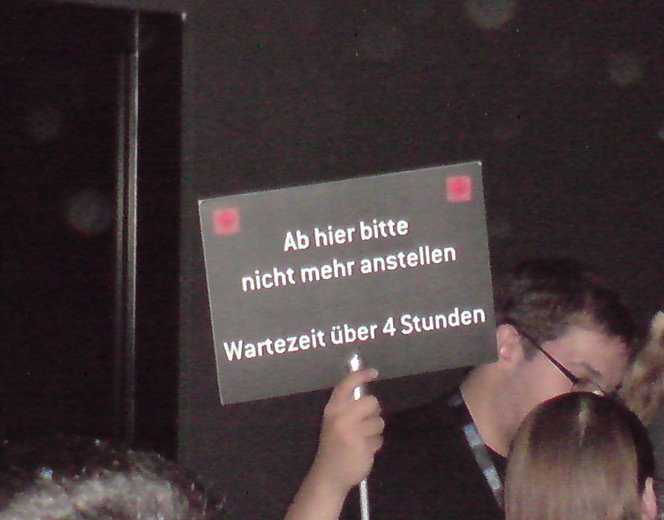 Ab hier bitte
nicht mehr anstellen
Wartezeit über 4 Stunden